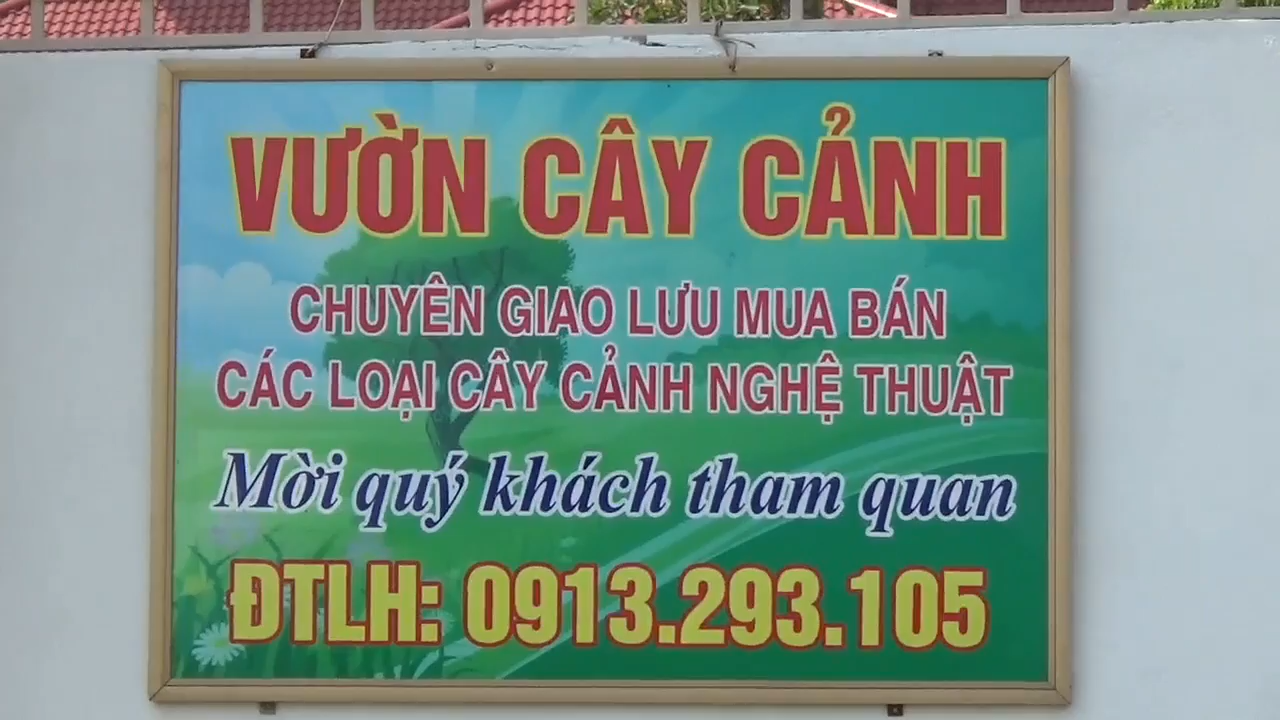 VƯỜN CÂY CẢNH
CHUYÊN GIAO LƯU MUA BÁN
CÁC LOẠI CÂY CẢNH NGHỆ THUẬT
Mời quý khách tham quan
ĐTLH: 0913.293.105